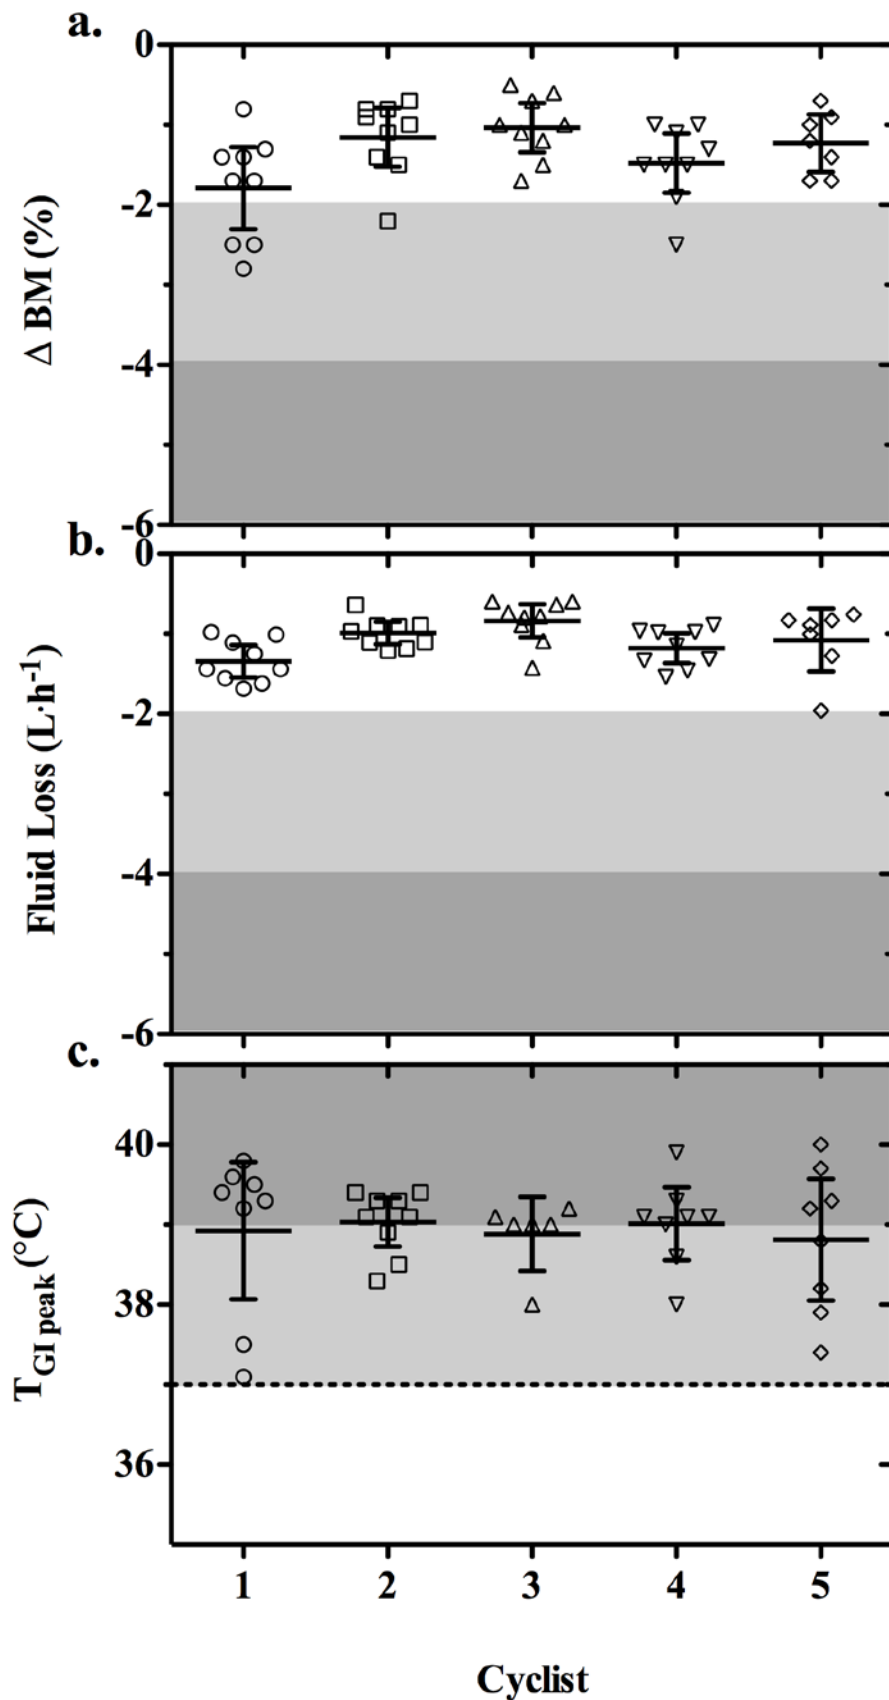 a.
0
-2
-4
-6
Δ BM (%)
b.
0
-2
-4
-6
Fluid Loss (L·h⁻¹)
c.
40
38
36
T_GI peak (°C)
1 2 3 4 5
Cyclist